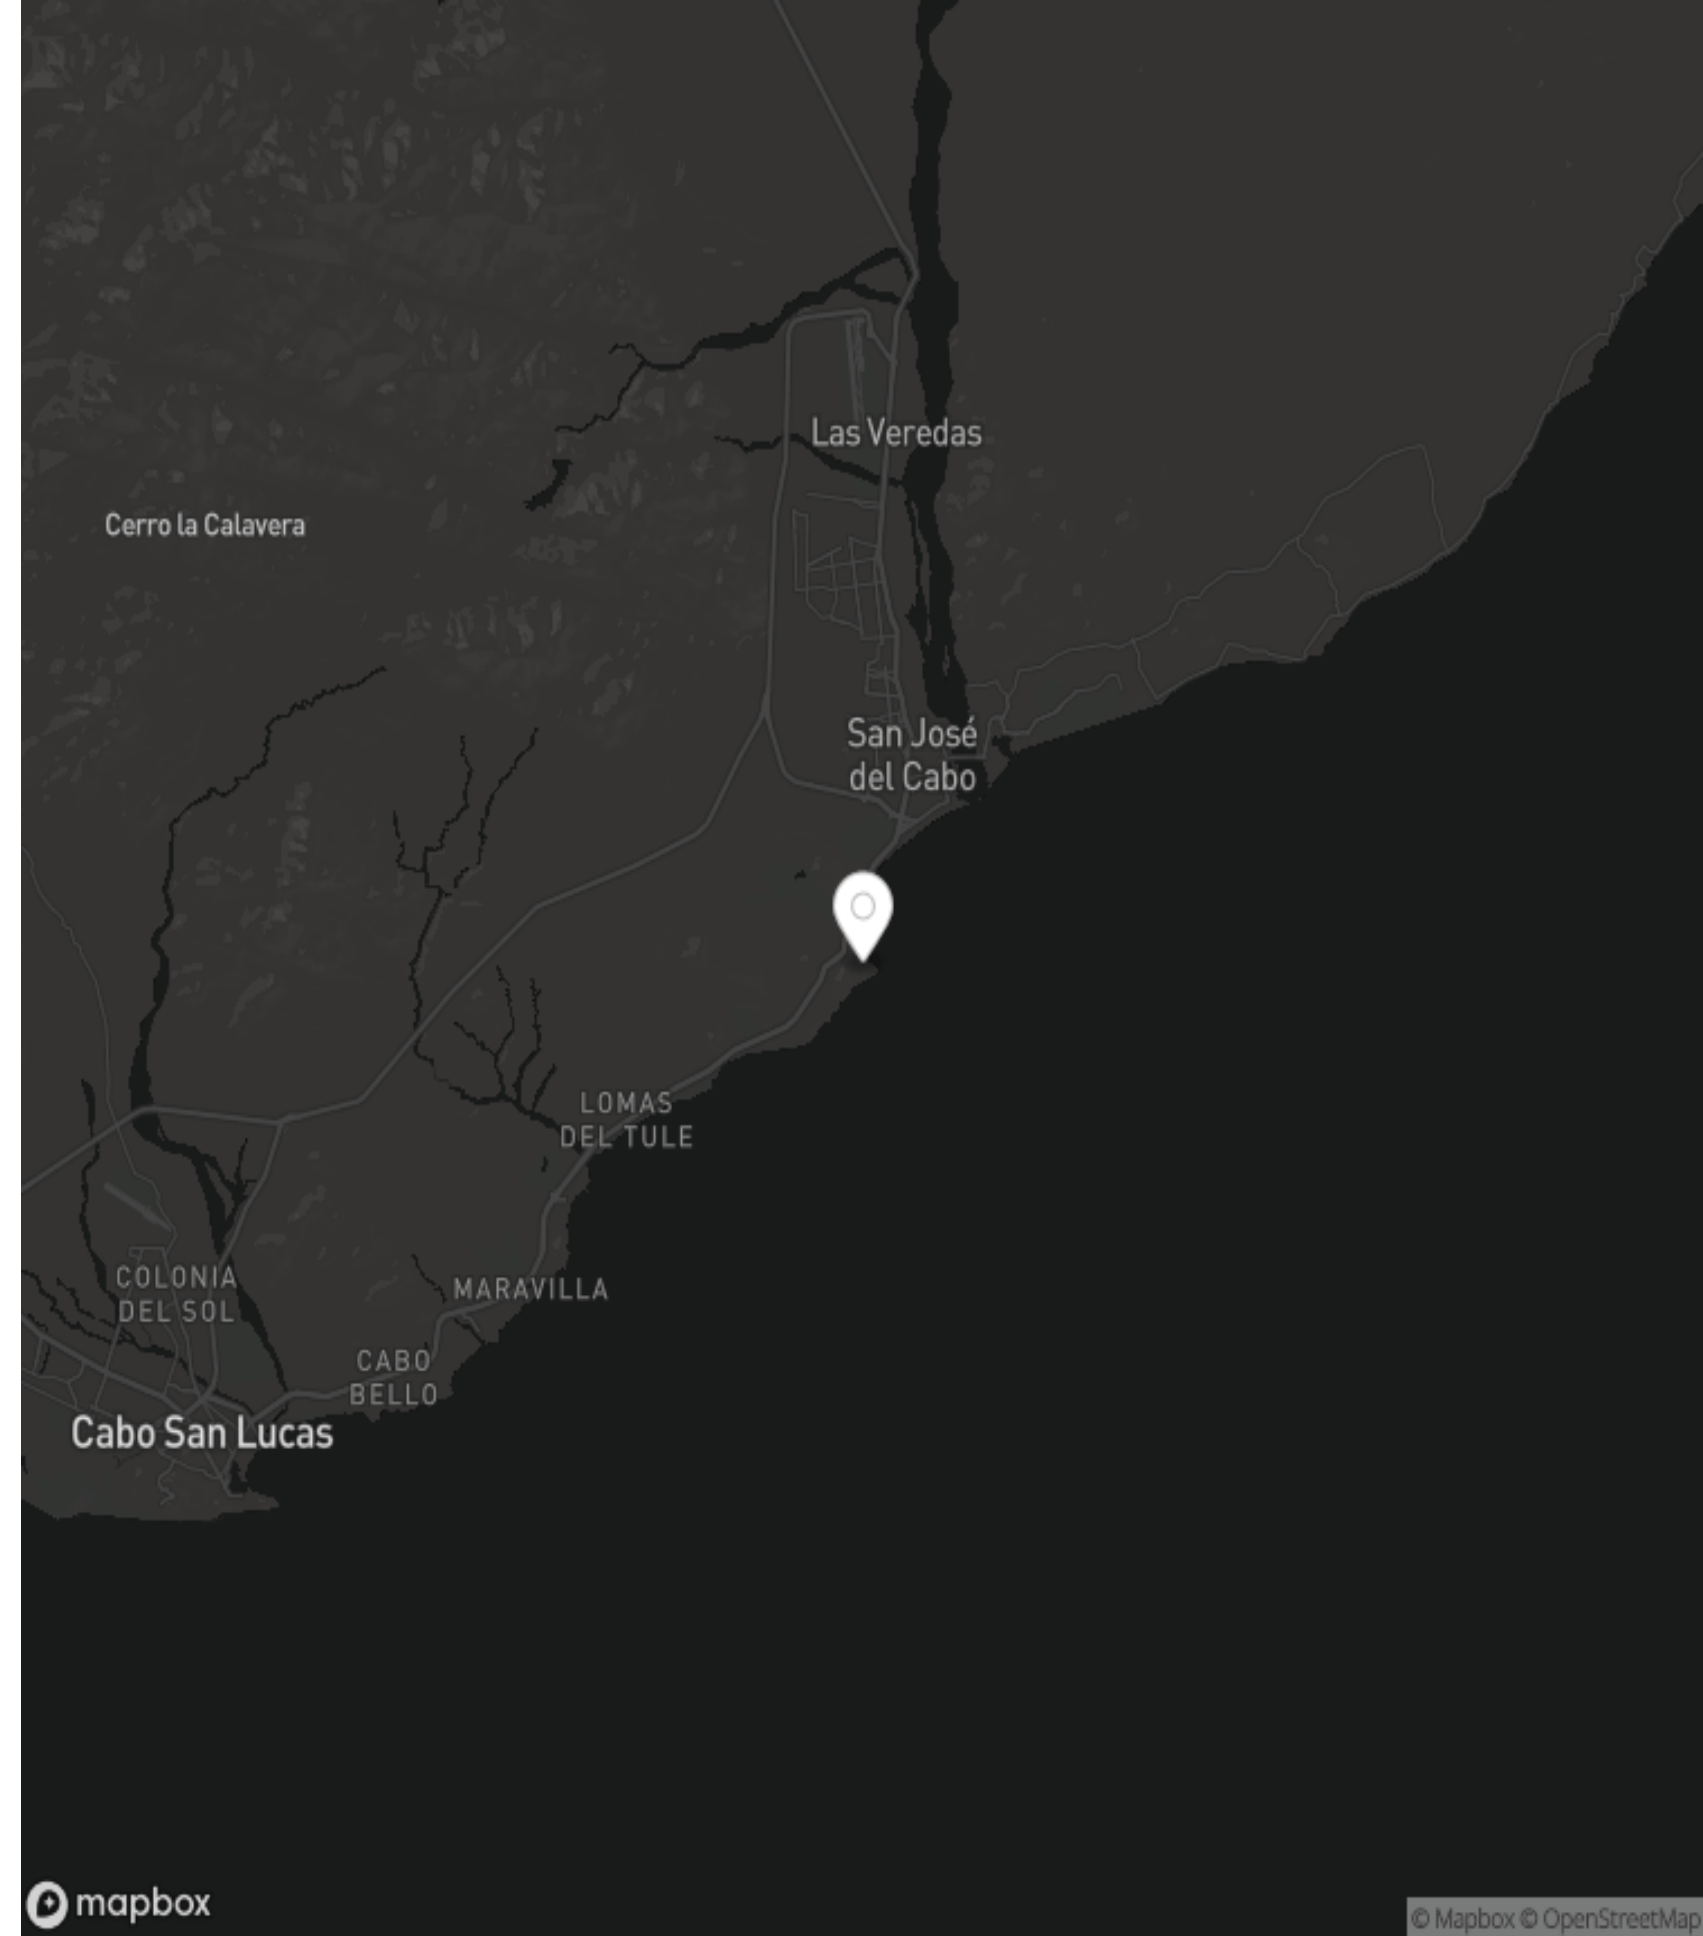 Las Veredas
Cerro la Calavera
San José
del Cabo
LOMAS
DEL TULE
COLONIA
DEL SOL
MARAVILLA
CABO
BELLO
Cabo San Lucas
mapbox
© Mapbox © OpenStreetMap